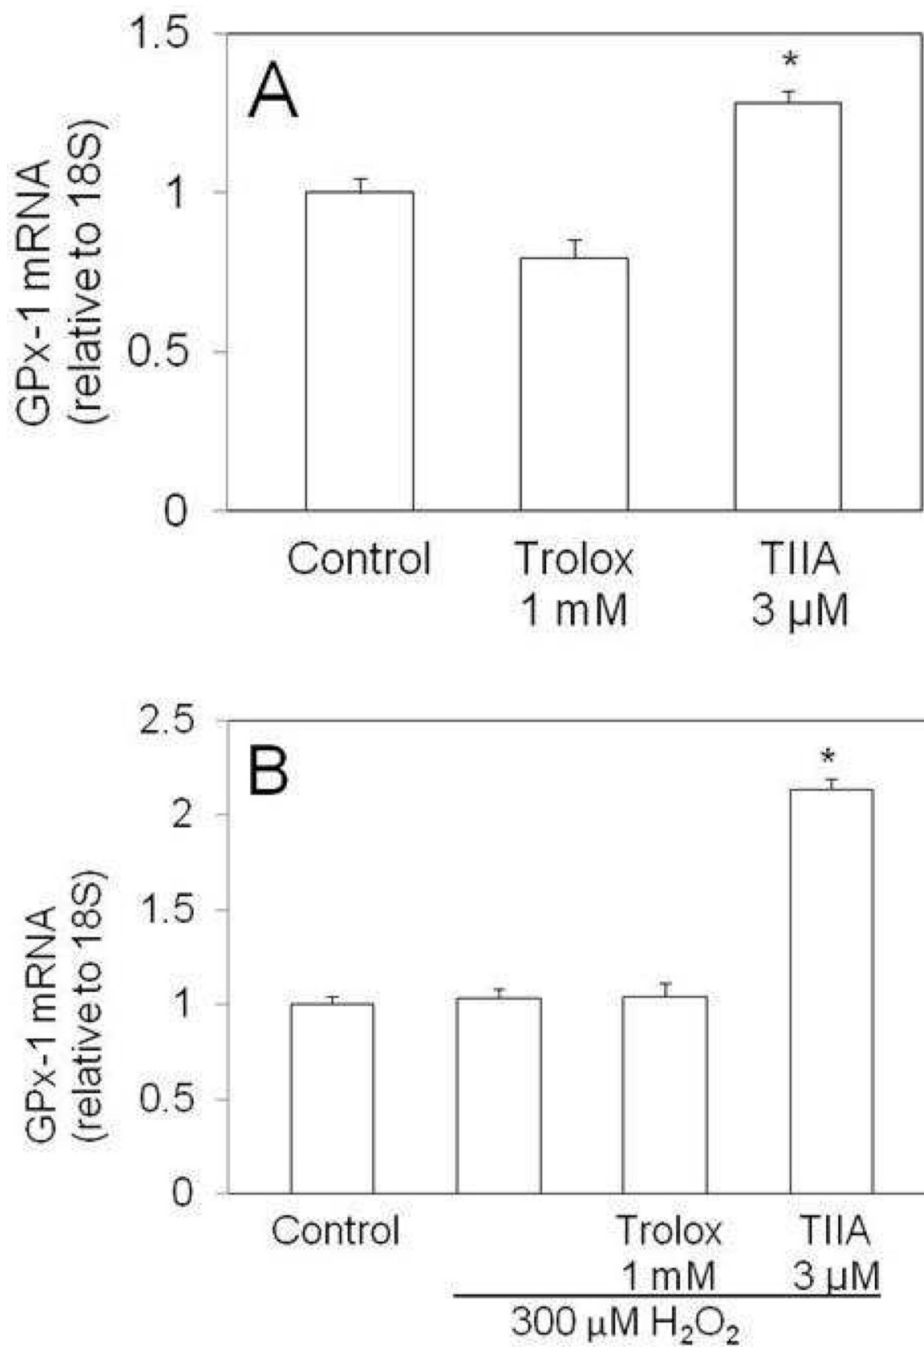 A
GPx-1 mRNA
(relative to 18S)
1.5
1
0.5
0
*
Control
Trolox
1 mM
TIIA
3 µM
B
GPx-1 mRNA
(relative to 18S)
2.5
2
1.5
1
0.5
0
*
Control
Trolox
1 mM
TIIA
3 µM
300 µM H₂O₂